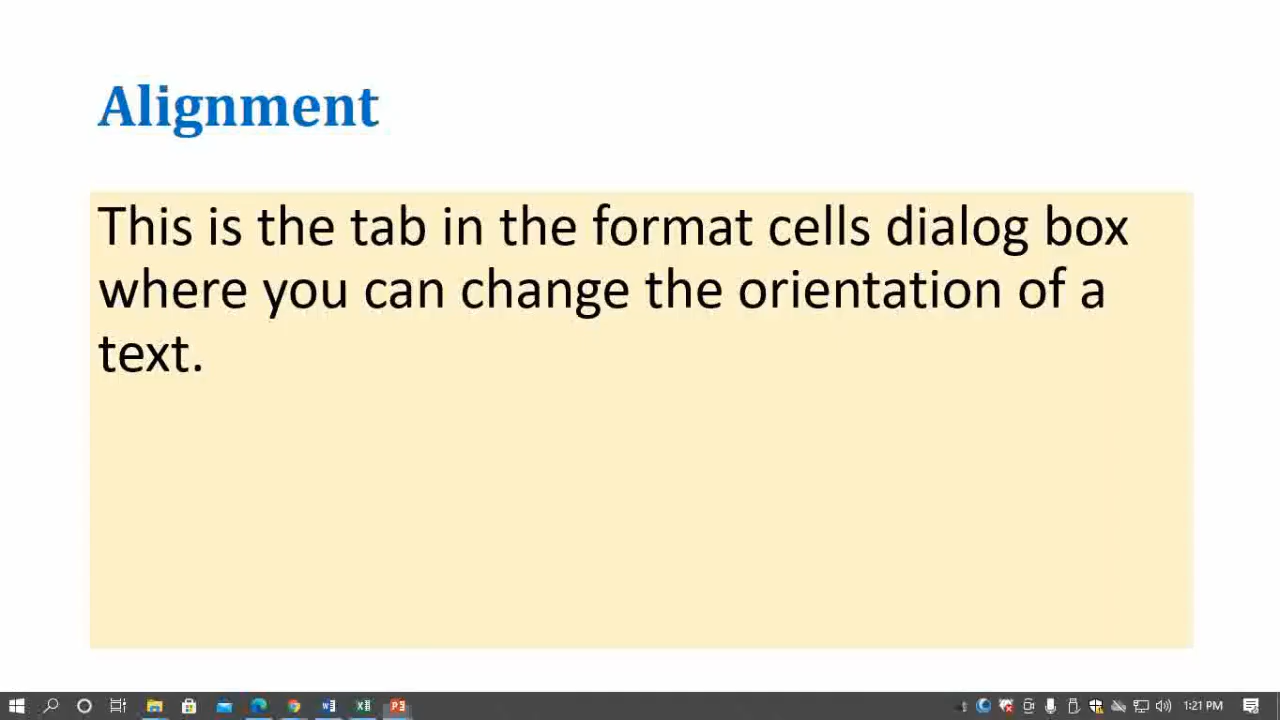 Alignment
This is the tab in the format cells dialog box
where you can change the orientation of a
text.
1:21 PM